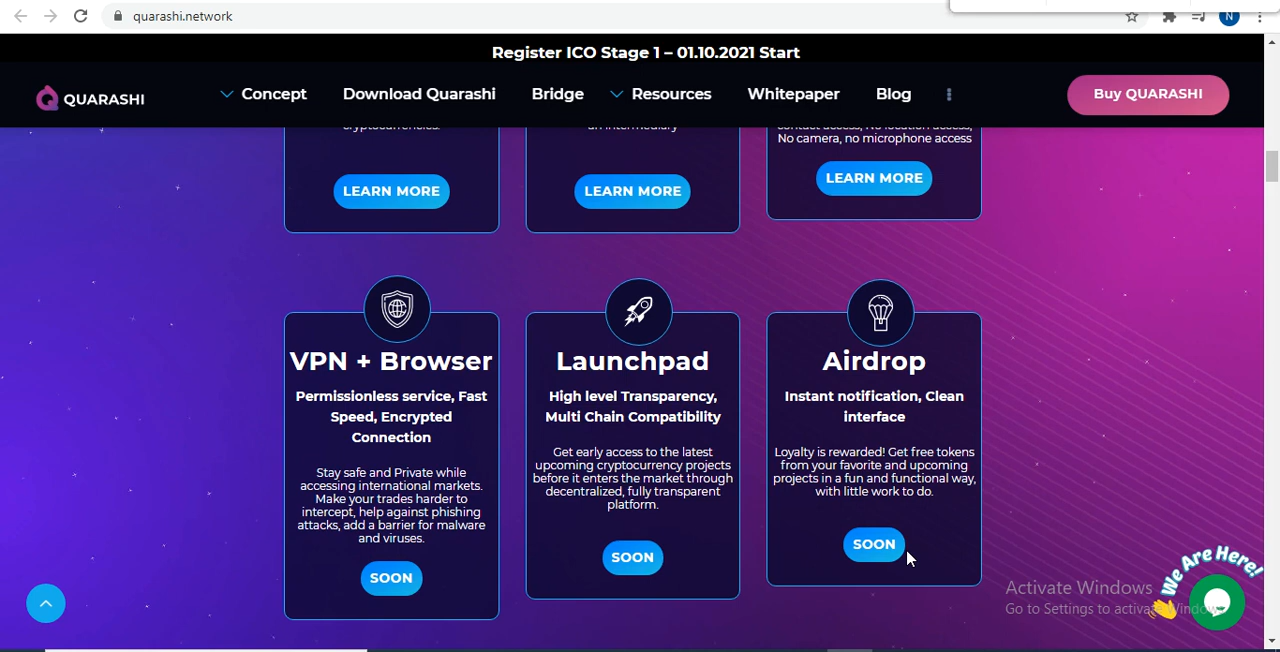 quarashi.network
N
Register ICO Stage 1 – 01.10.2021 Start
QUARASHI
Concept
Download Quarashi
Bridge
Resources
Whitepaper
Blog
Buy QUARASHI
cryptocurrencies.
an intermediary
contact access, No location access,
No camera, no microphone access
LEARN MORE
LEARN MORE
LEARN MORE
VPN + Browser
Permissionless service, Fast
Speed, Encrypted
Connection
Stay safe and Private while
accessing international markets.
Make your trades harder to
intercept, help against phishing
attacks, add a barrier for malware
and viruses.
SOON
Launchpad
High level Transparency,
Multi Chain Compatibility
Get early access to the latest
upcoming cryptocurrency projects
before it enters the market through
decentralized, fully transparent
platform.
SOON
Airdrop
Instant notification, Clean
interface
Loyalty is rewarded! Get free tokens
from your favorite and upcoming
projects in a fun and functional way,
with little work to do.
SOON
We Are Here!
Activate Windows
Go to Settings to activate Windows.